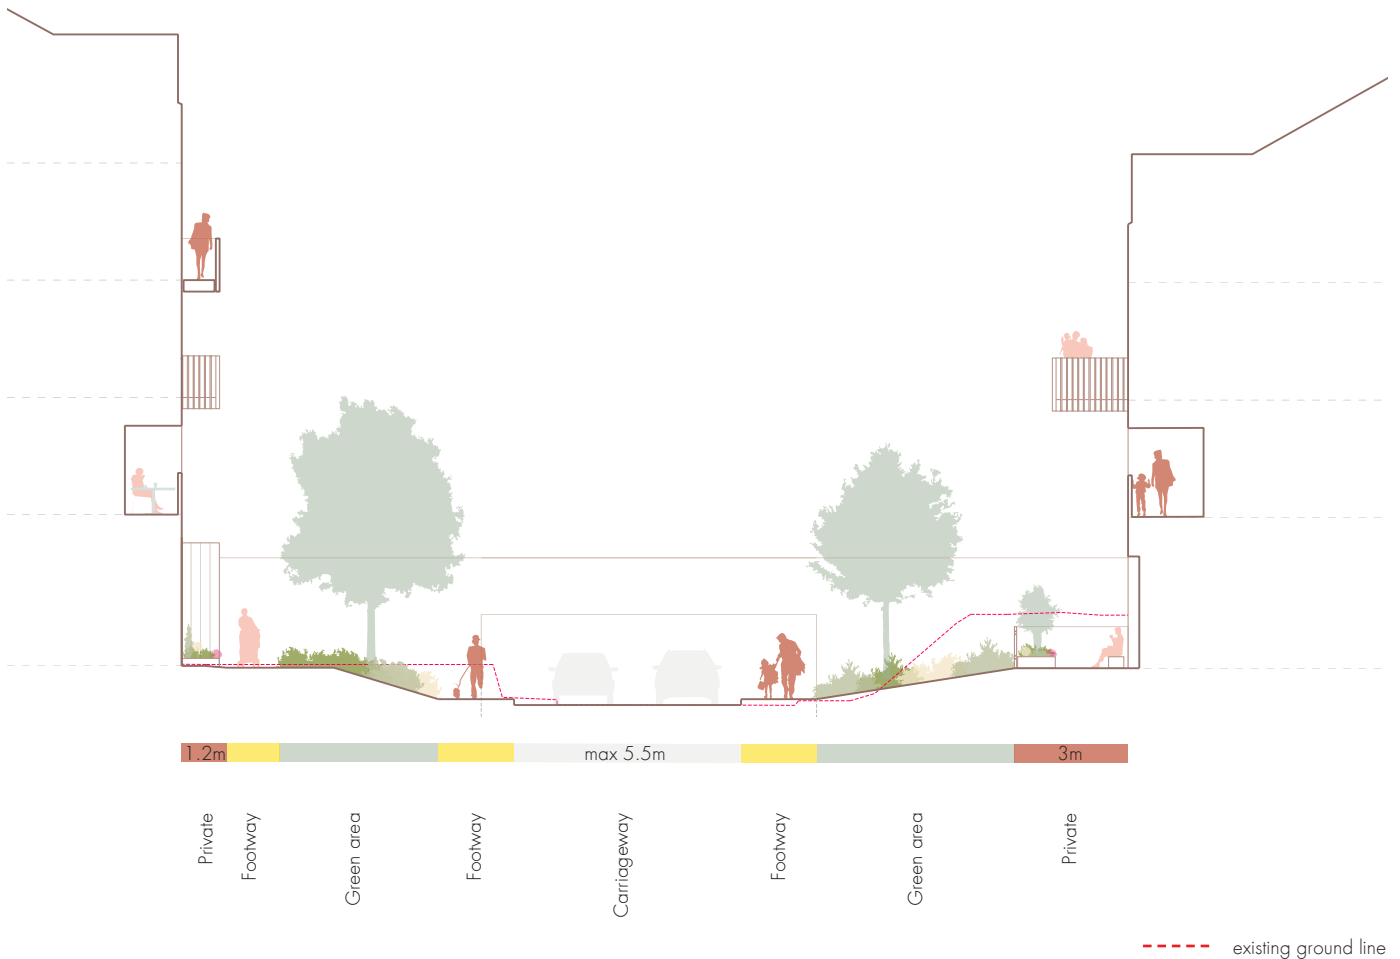 1.2m
max 5.5m
3m
Private
Footway
Green area
Footway
Carriageway
Footway
Green area
Private
existing ground line